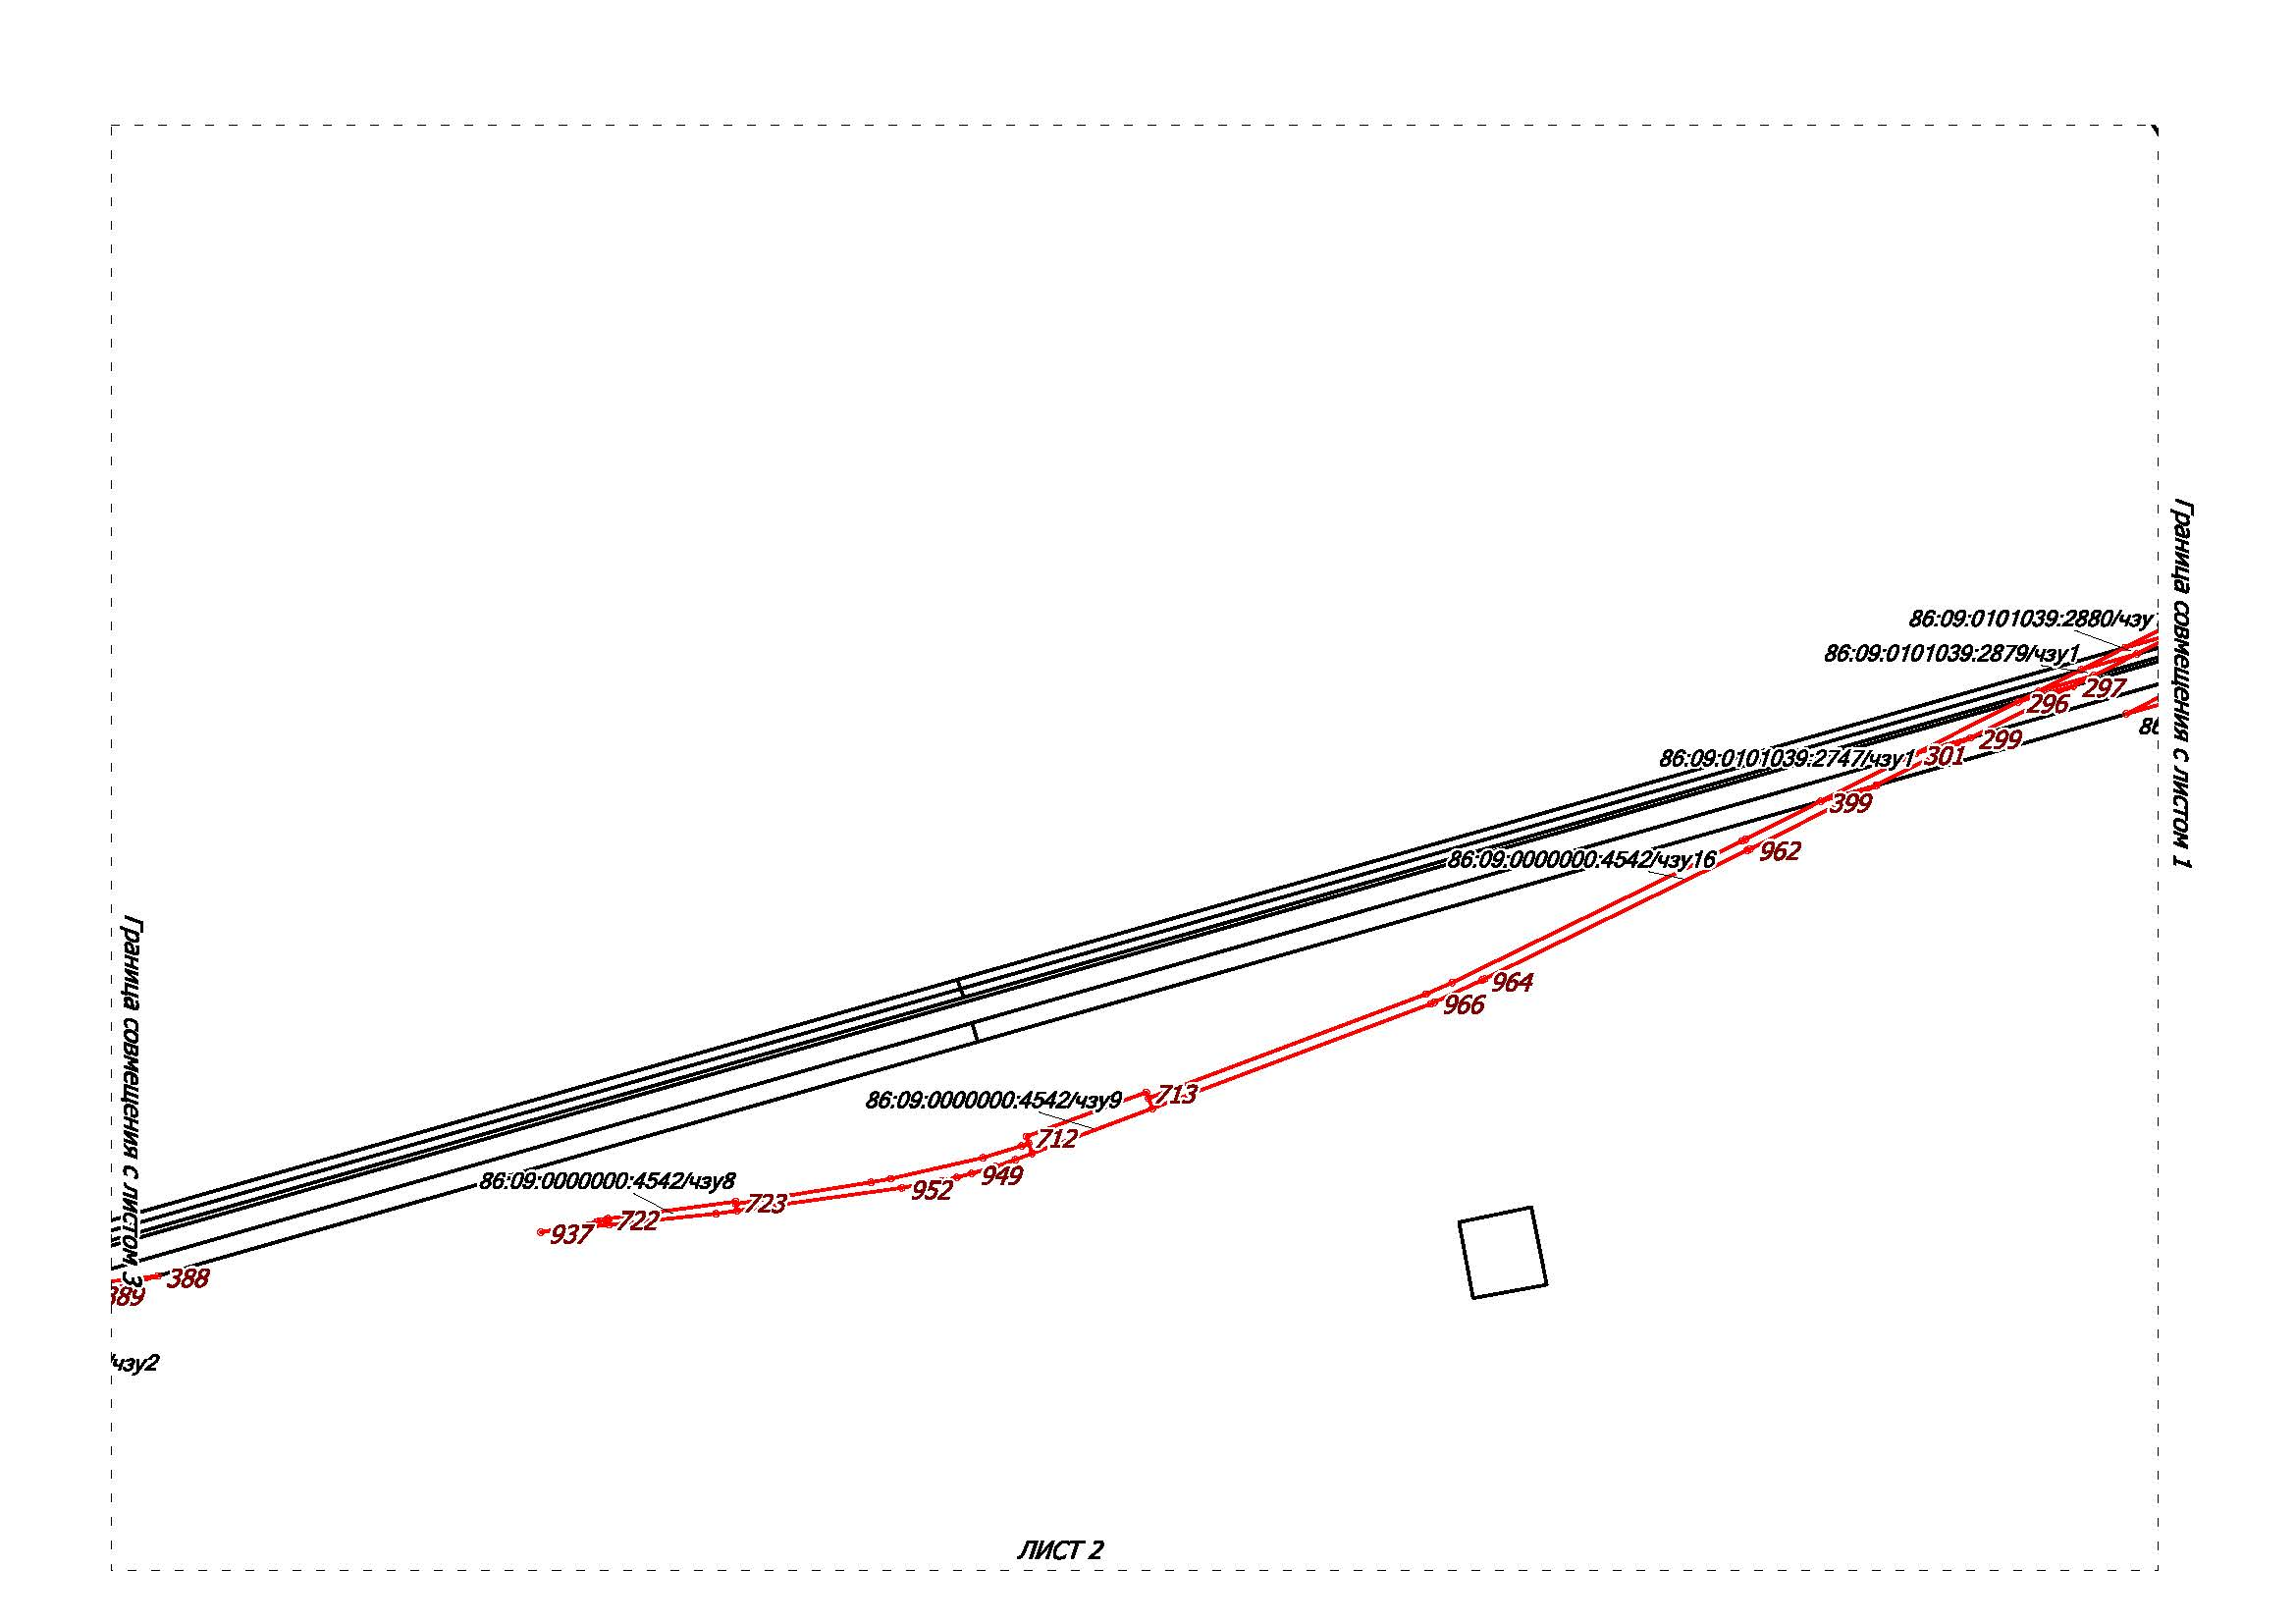 86:09:0101039:2880/чзу
86:09:0101039:2879/чзу1
297
296
299
301
86:09:0101039:2747/чзу1
399
962
86:09:0000000:4542/чзу16
964
966
713
86:09:0000000:4542/чзу9
712
949
952
86:09:0000000:4542/чзу8
723
722
937
388
389
/чзу2
Граница совмещения с листом 3
Граница совмещения с листом 1
ЛИСТ 2